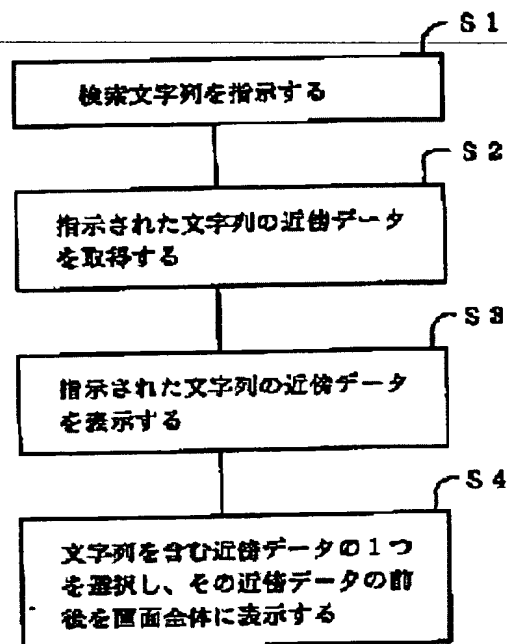 S1
検索文字列を指示する
S2
指示された文字列の近傍データ
を取得する
S3
指示された文字列の近傍データ
を表示する
S4
文字列を含む近傍データの1つ
を選択し、その近傍データの前
後を画面全体に表示する